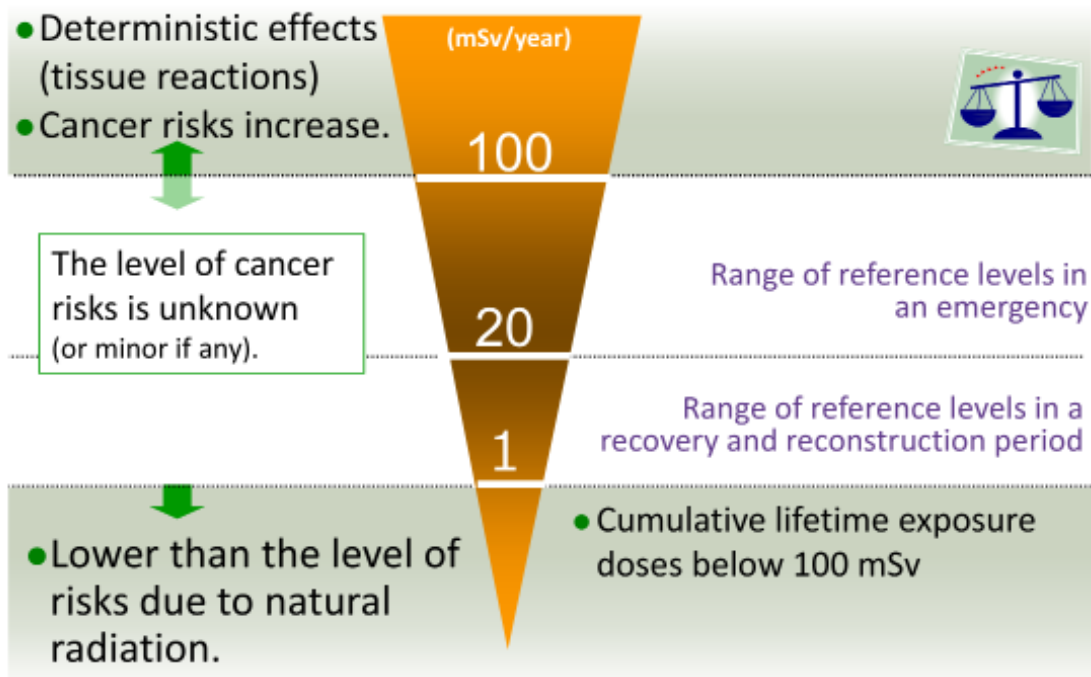 ● Deterministic effects
(tissue reactions)
● Cancer risks increase.
(mSv/year)
100
The level of cancer
risks is unknown
(or minor if any).
Range of reference levels in
an emergency
20
Range of reference levels in a
recovery and reconstruction period
1
● Lower than the level of
risks due to natural
radiation.
● Cumulative lifetime exposure
doses below 100 mSv